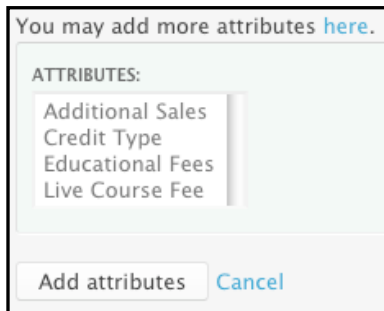 You may add more attributes here.
ATTRIBUTES:
Additional Sales
Credit Type
Educational Fees
Live Course Fee
Add attributes Cancel